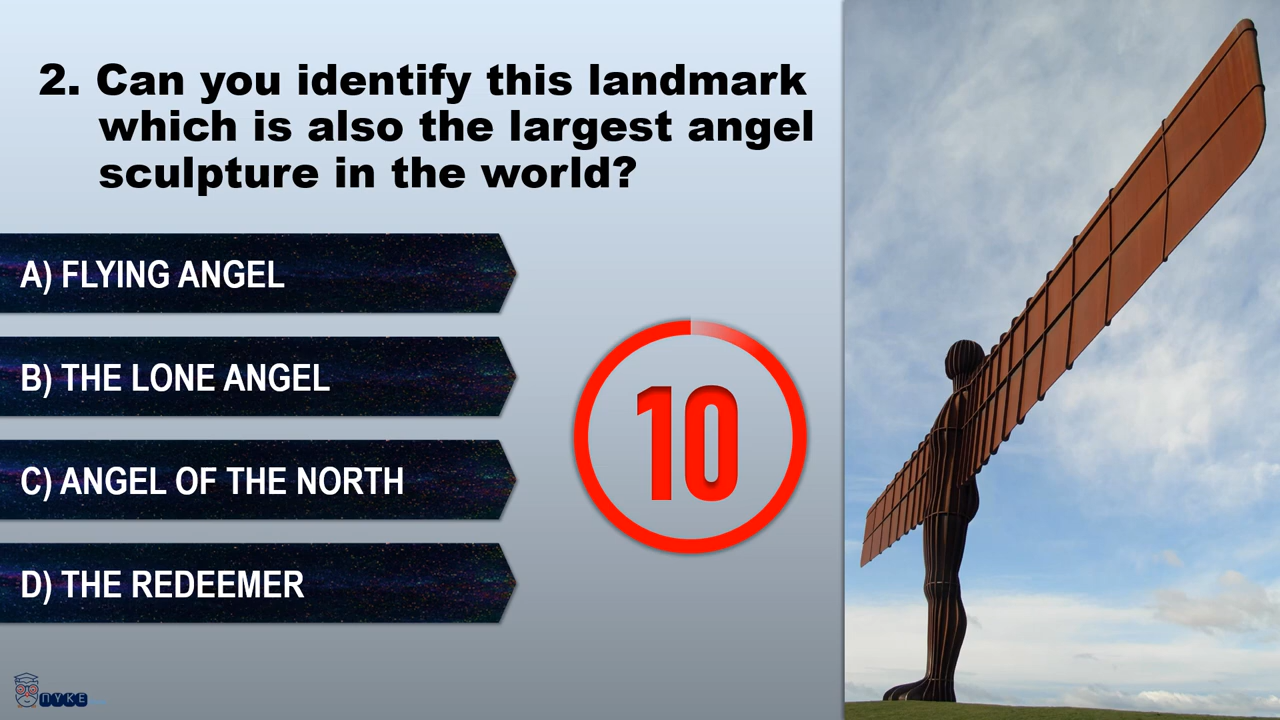 2. Can you identify this landmark
which is also the largest angel
sculpture in the world?
A) FLYING ANGEL
B) THE LONE ANGEL
C) ANGEL OF THE NORTH
D) THE REDEEMER
10
NYKE